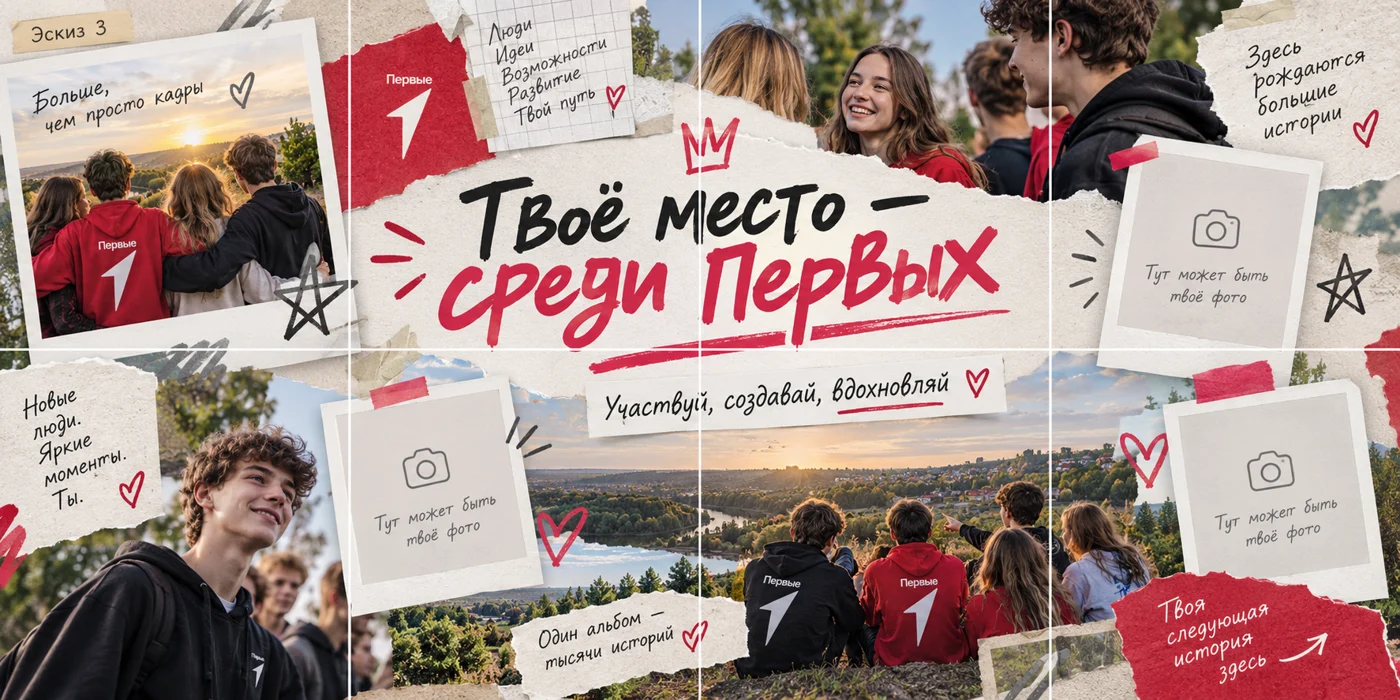 Эскиз 3
Больше,
чем просто кадры
Первые
Первые
Люди
Идеи
Возможности
Развитие
Твой путь
Здесь
рождаются
большие
истории
Твоё место –
среди Первых
Тут может быть
твоё фото
Участвуй, создавай, вдохновляй
Новые
люди.
Яркие
моменты.
Ты.
Первые
Тут может быть
твоё фото
Один альбом –
тысячи историй
Первые
Первые
Тут может быть
твоё фото
Твоя
следующая
история
здесь